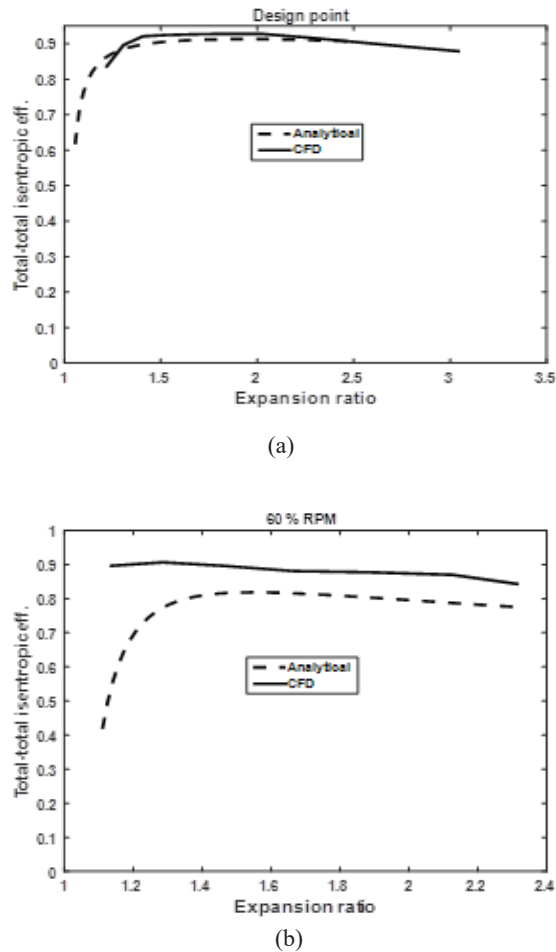 Design point
0.9
0.8
0.7
0.6
0.5
0.4
0.3
0.2
0.1
0
Total-total isentropic eff.
Analytical
CFD
1 1.5 2 2.5 3 3.5
Expansion ratio
(a)
60 % RPM
1
0.9
0.8
0.7
0.6
0.5
0.4
0.3
0.2
0.1
0
Total-total isentropic eff.
Analytical
CFD
1 1.2 1.4 1.6 1.8 2 2.2 2.4
Expansion ratio
(b)